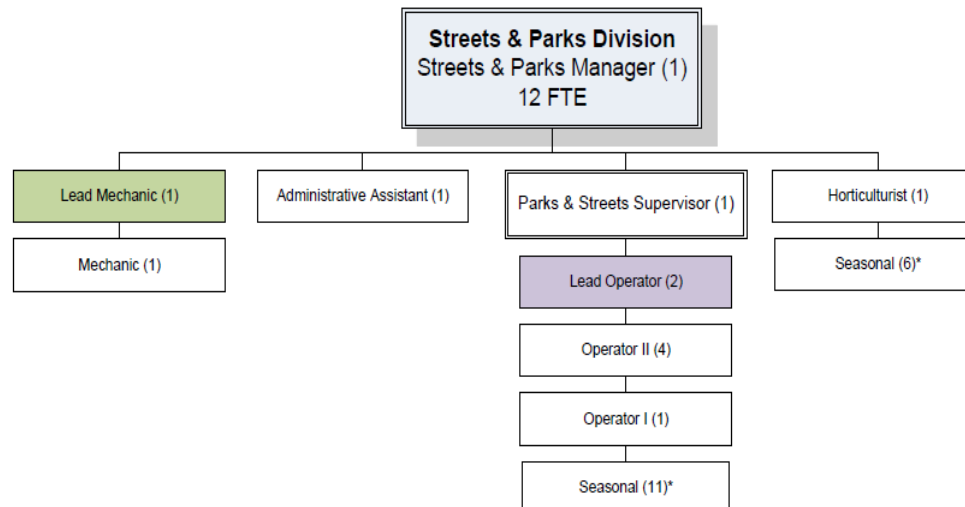 Streets & Parks Division
Streets & Parks Manager (1)
12 FTE
Lead Mechanic (1)
Administrative Assistant (1)
Parks & Streets Supervisor (1)
Horticulturist (1)
Mechanic (1)
Seasonal (6)*
Lead Operator (2)
Operator II (4)
Operator I (1)
Seasonal (11)*